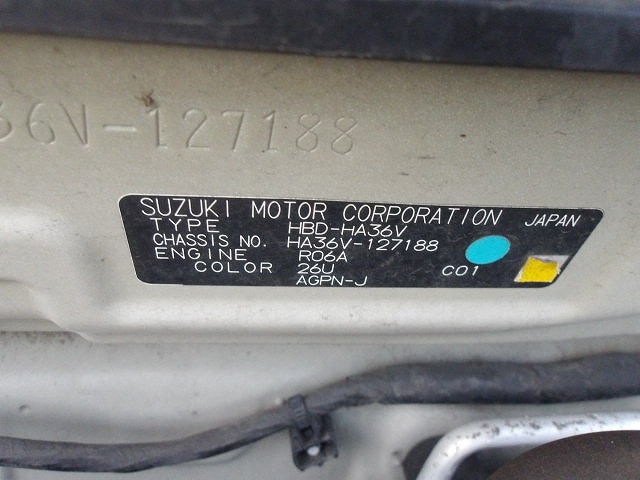 36V-127188
SUZUKI MOTOR CORPORATION JAPAN
TYPE HBD-HA36V
CHASSIS NO. HA36V-127188
ENGINE R06A
COLOR 26U C01
AGPN-J